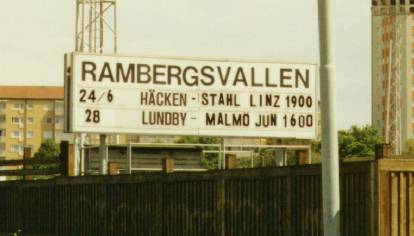 RAMBERGSVALLEN
24/6 HÄCKEN - STAHL LINZ 1900
28 LUNDBY - MALMÖ JUN 1600